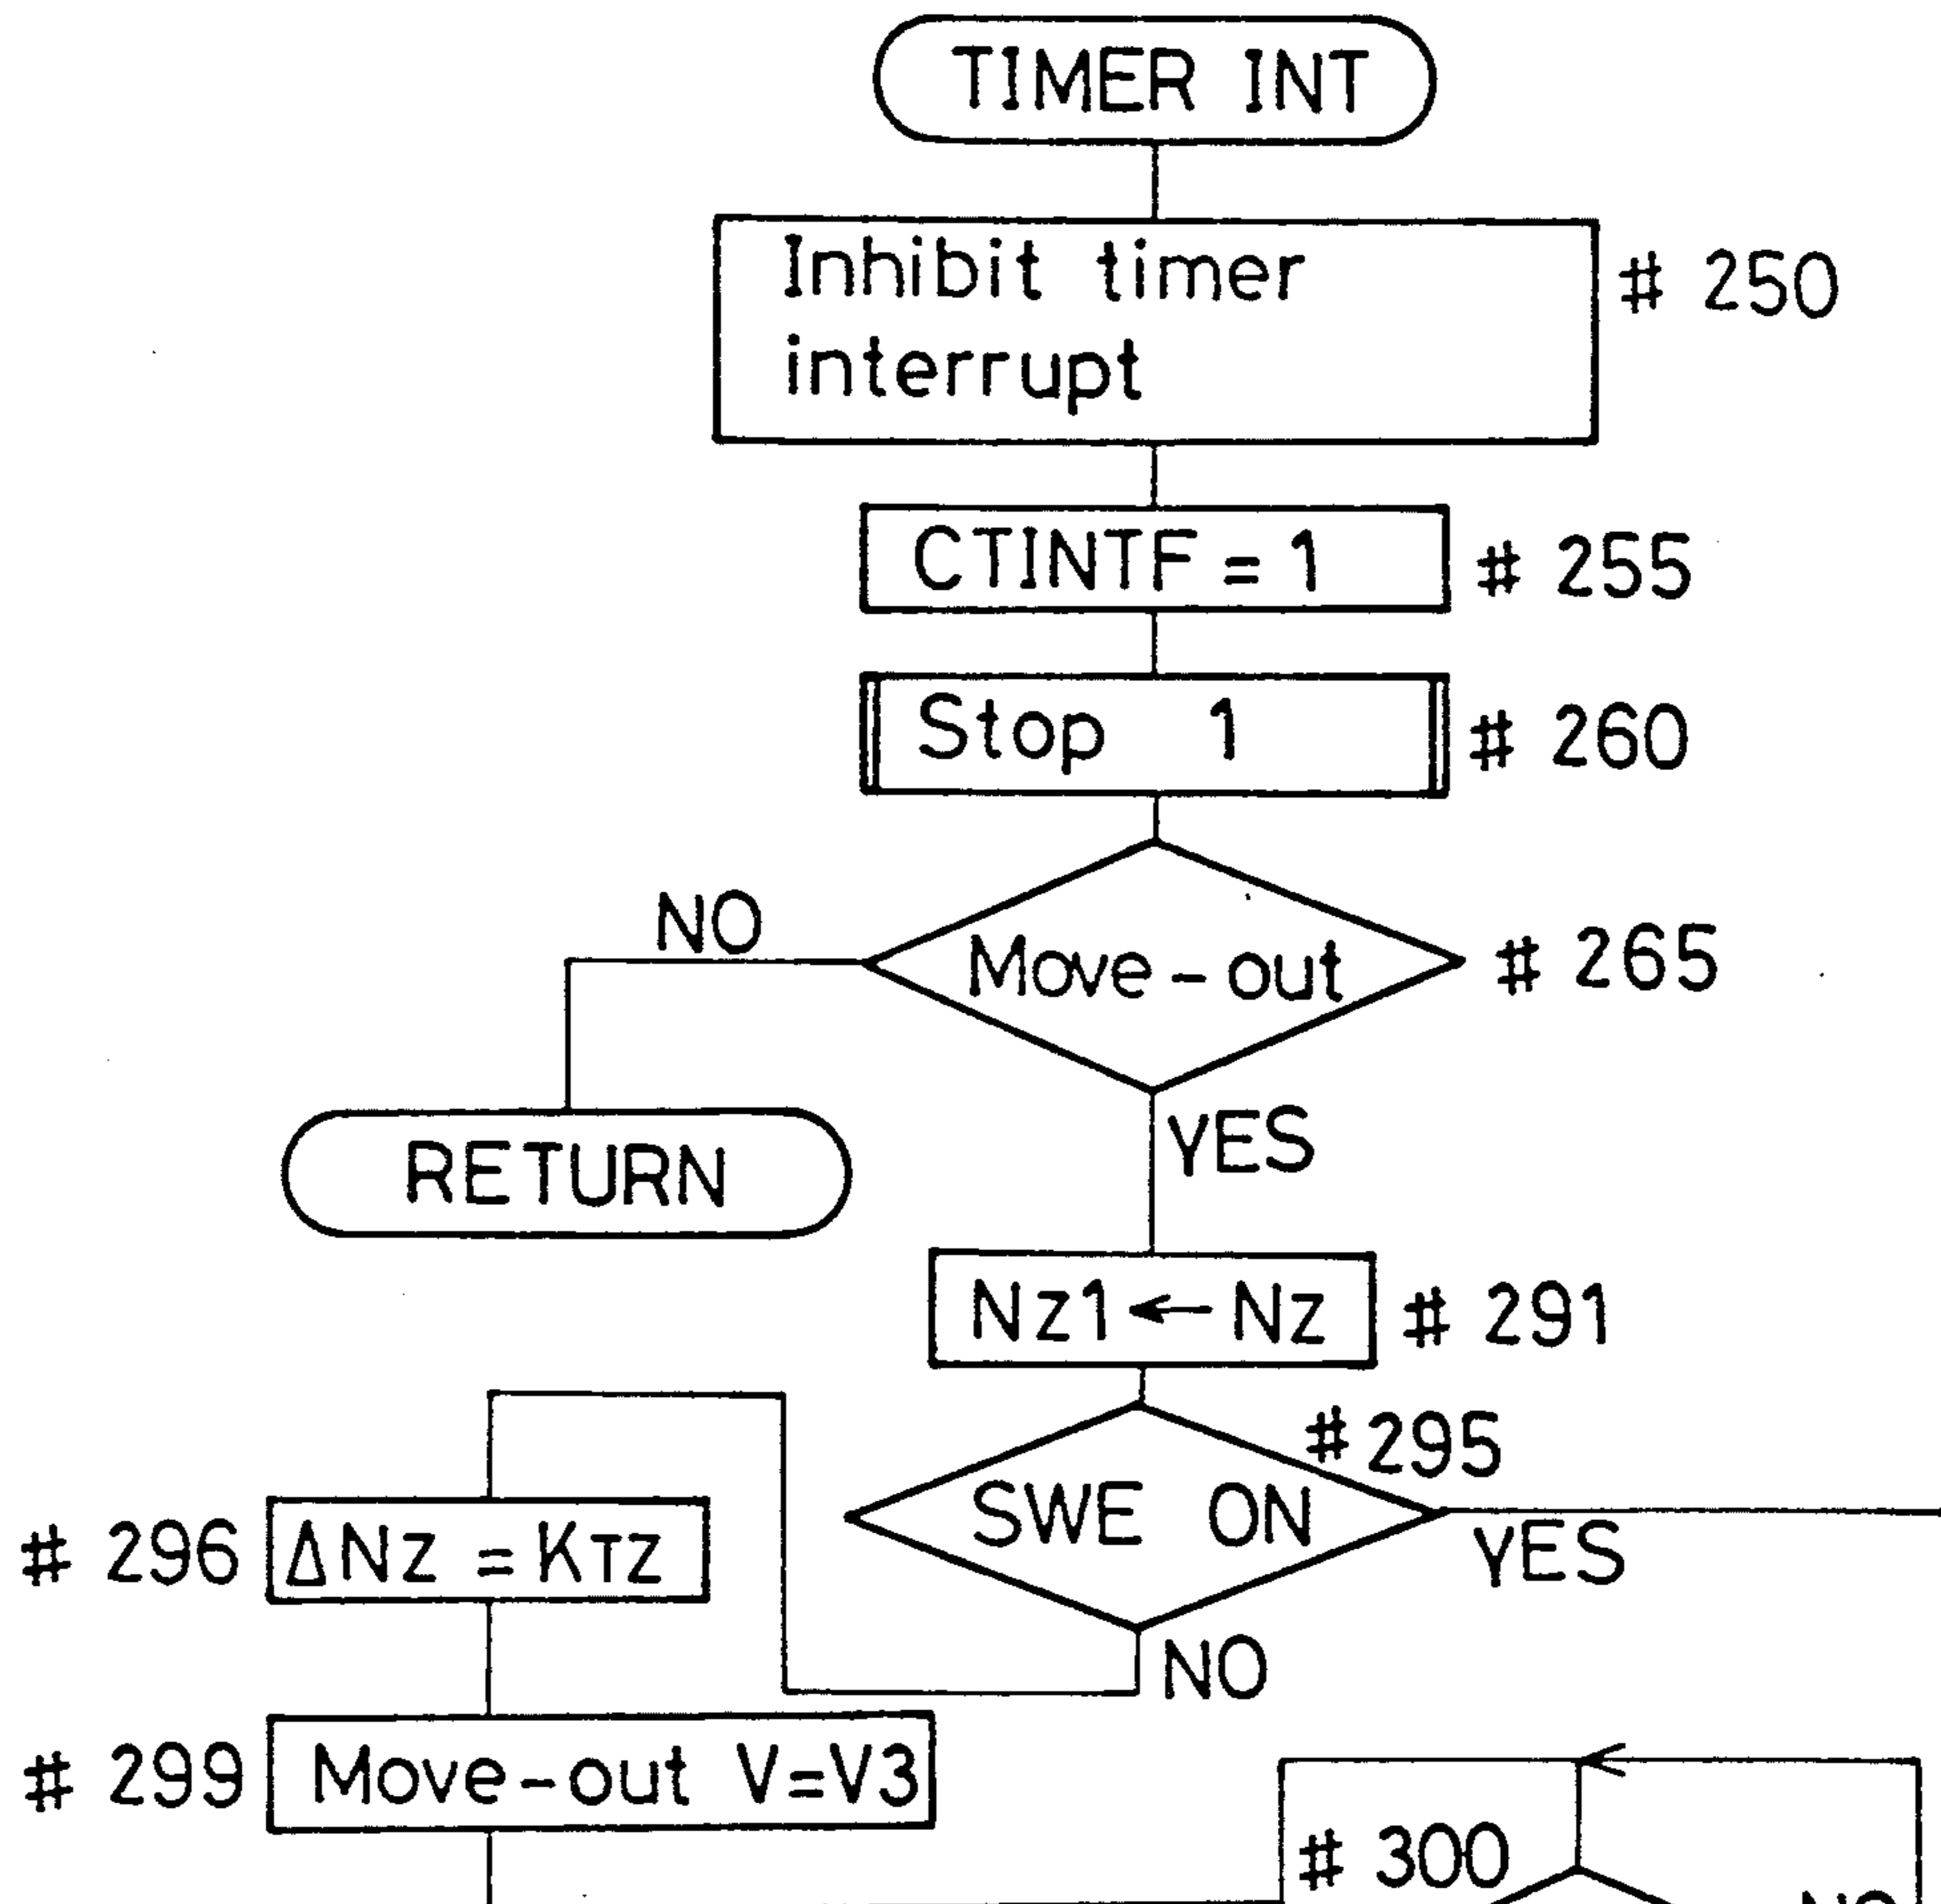 TIMER INT
Inhibit timer
interrupt
# 250
CTINTF = 1
# 255
Stop 1
# 260
Move-out
# 265
NO
RETURN
YES
Nz1 ← Nz
# 291
SWE ON
#295
YES
NO
# 296
ΔNz = KTZ
# 299
Move-out V=V3
# 300
NO